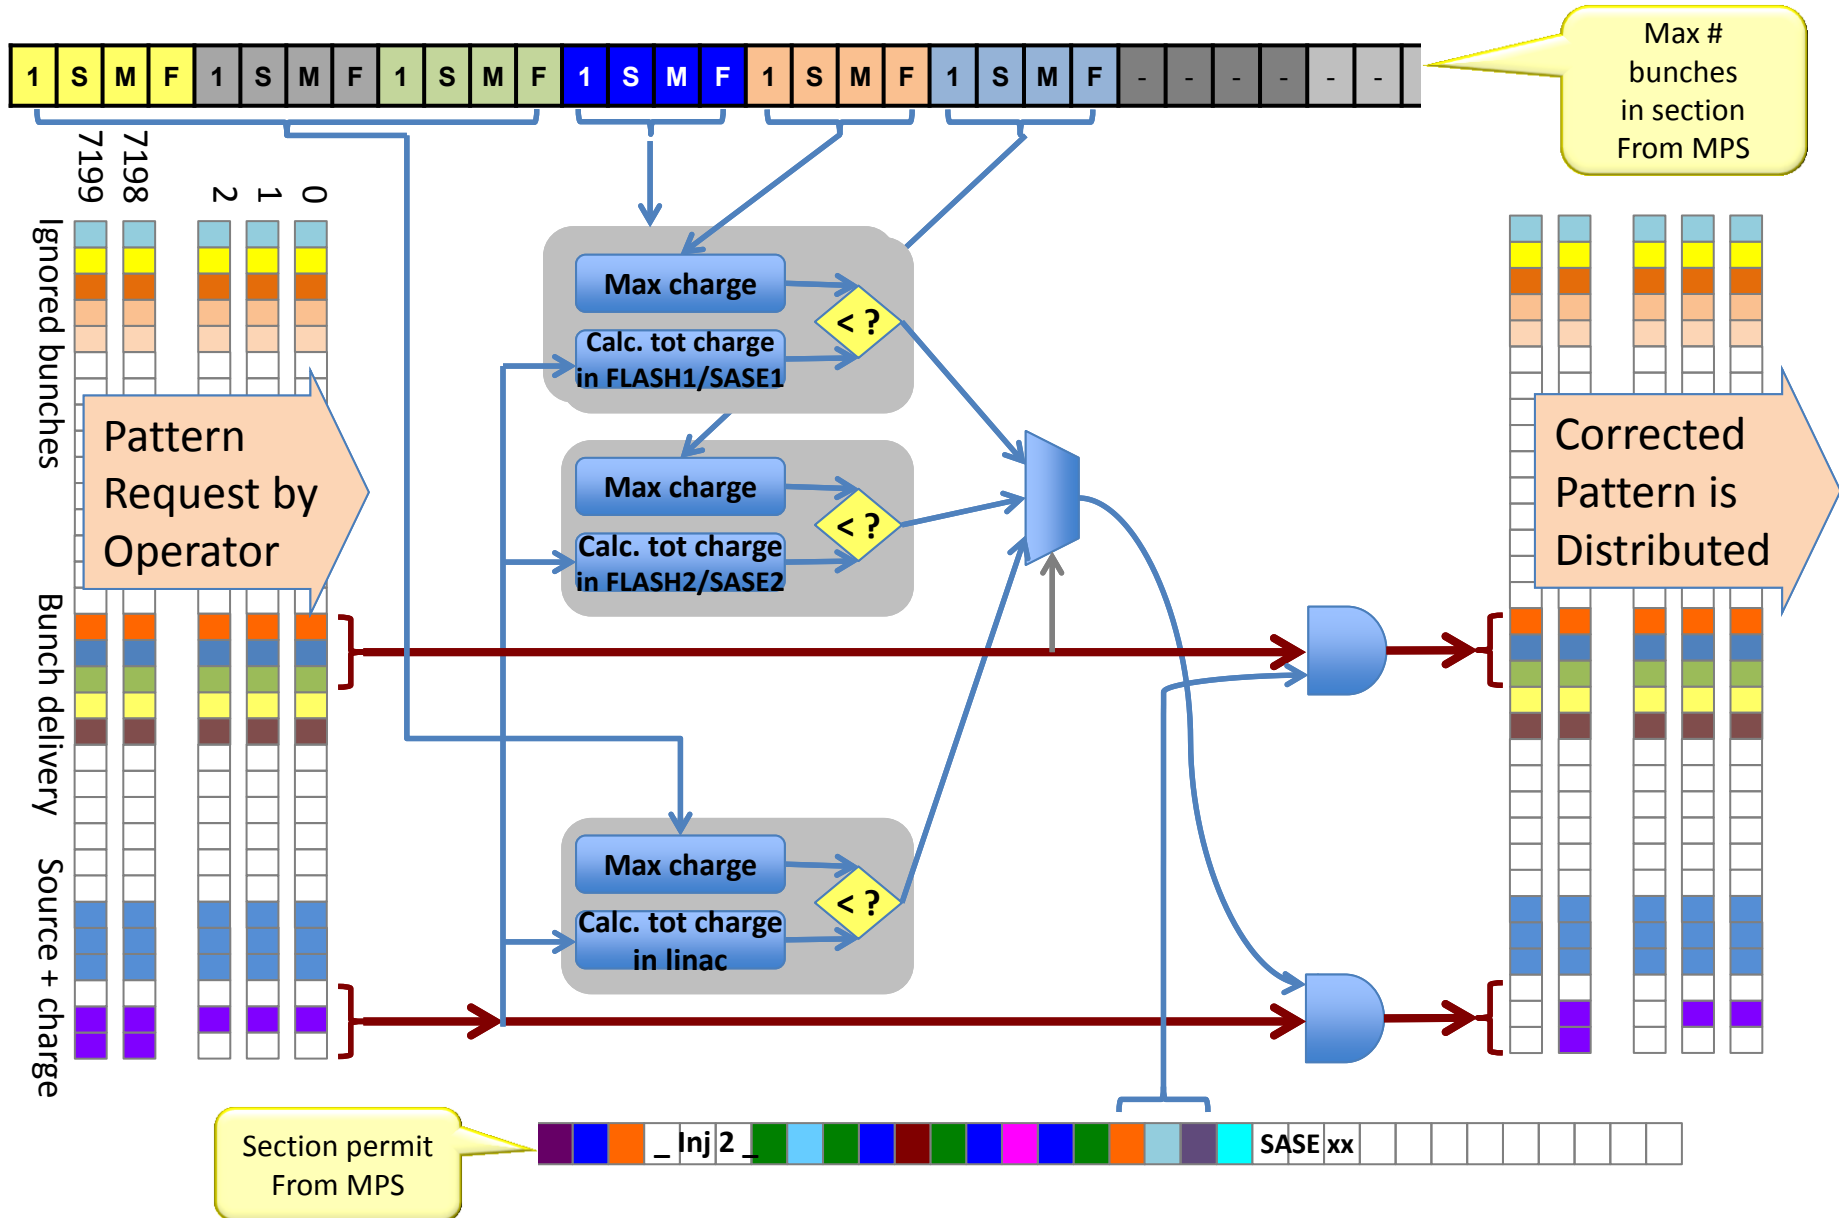 Max #
bunches
in section
From MPS
1 S M F 1 S M F 1 S M F 1 S M F 1 S M F 1 S M F - - - - - -
7199
7198
2
1
0
Ignored bunches
Bunch delivery
Source + charge
Pattern
Request by
Operator
Max charge
< ?
Calc. tot charge
in FLASH1/SASE1
Max charge
< ?
Calc. tot charge
in FLASH2/SASE2
Max charge
< ?
Calc. tot charge
in linac
Corrected
Pattern is
Distributed
Section permit
From MPS
_ Inj 2 _
SASE xx